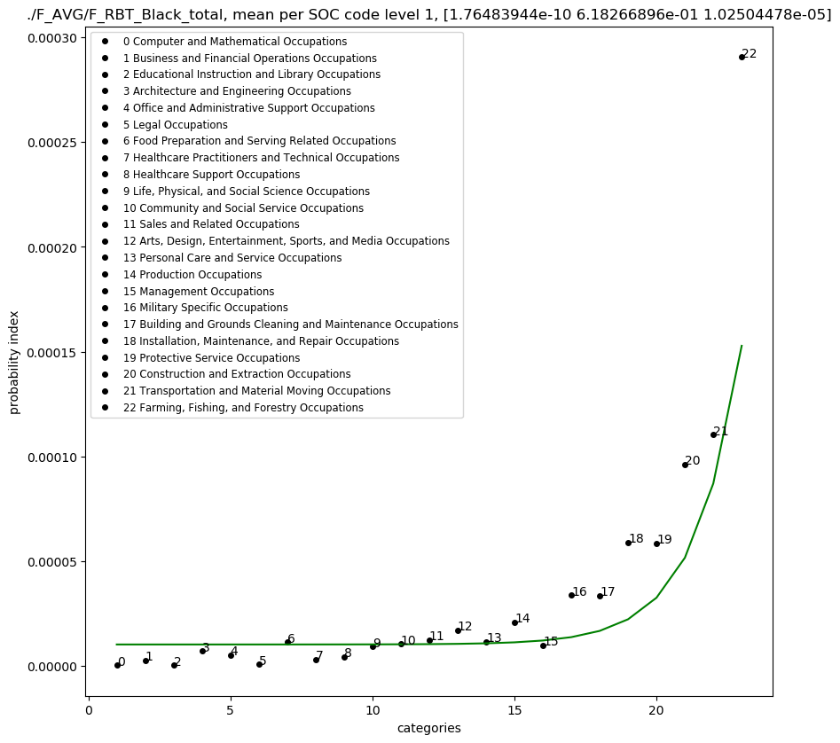 ./F_AVG/F_RBT_Black_total, mean per SOC code level 1, [1.76483944e-10 6.18266896e-01 1.02504478e-05]
0 Computer and Mathematical Occupations
1 Business and Financial Operations Occupations
2 Educational Instruction and Library Occupations
3 Architecture and Engineering Occupations
4 Office and Administrative Support Occupations
5 Legal Occupations
6 Food Preparation and Serving Related Occupations
7 Healthcare Practitioners and Technical Occupations
8 Healthcare Support Occupations
9 Life, Physical, and Social Science Occupations
10 Community and Social Service Occupations
11 Sales and Related Occupations
12 Arts, Design, Entertainment, Sports, and Media Occupations
13 Personal Care and Service Occupations
14 Production Occupations
15 Management Occupations
16 Military Specific Occupations
17 Building and Grounds Cleaning and Maintenance Occupations
18 Installation, Maintenance, and Repair Occupations
19 Protective Service Occupations
20 Construction and Extraction Occupations
21 Transportation and Material Moving Occupations
22 Farming, Fishing, and Forestry Occupations
0.00030
0.00025
0.00020
0.00015
0.00010
0.00005
0.00000
probability index
0
1
2
3
4
5
6
7
8
9
10
11
12
13
14
15
16
17
18
19
20
21
22
0
5
10
15
20
categories